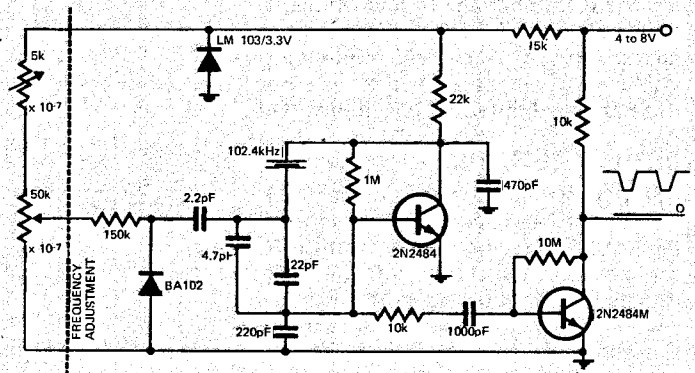 LM 103/3.3V
4 to 8V
15k
5k
x 10-7
22k
10k
102.4kHz
1M
470pF
50k
x 10-7
2.2pF
150k
4.7pF
2N2484
0
BA102
22pF
10M
FREQUENCY
ADJUSTMENT
220pF
10k
1000pF
2N2484M